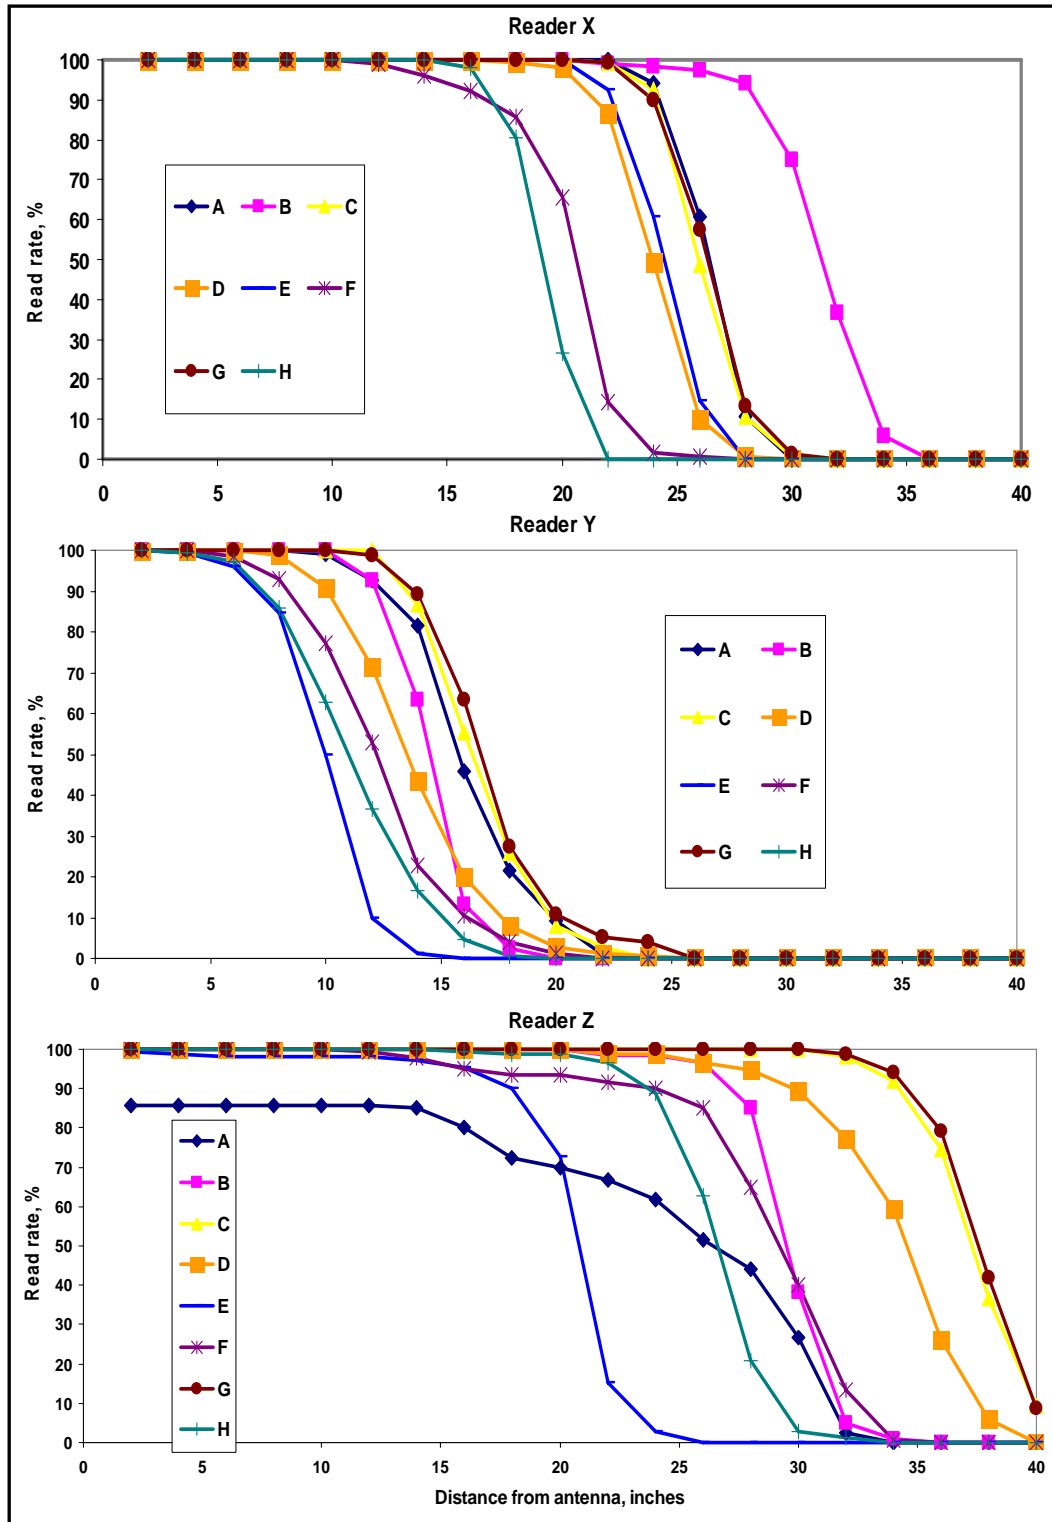 Reader X
Read rate, %
100
90
80
70
60
50
40
30
20
10
0
A B C
D E F
G H
0 5 10 15 20 25 30 35 40
Reader Y
Read rate, %
100
90
80
70
60
50
40
30
20
10
0
A B
C D
E F
G H
0 5 10 15 20 25 30 35 40
Reader Z
Read rate, %
100
90
80
70
60
50
40
30
20
10
0
A
B
C
D
E
F
G
H
0 5 10 15 20 25 30 35 40
Distance from antenna, inches